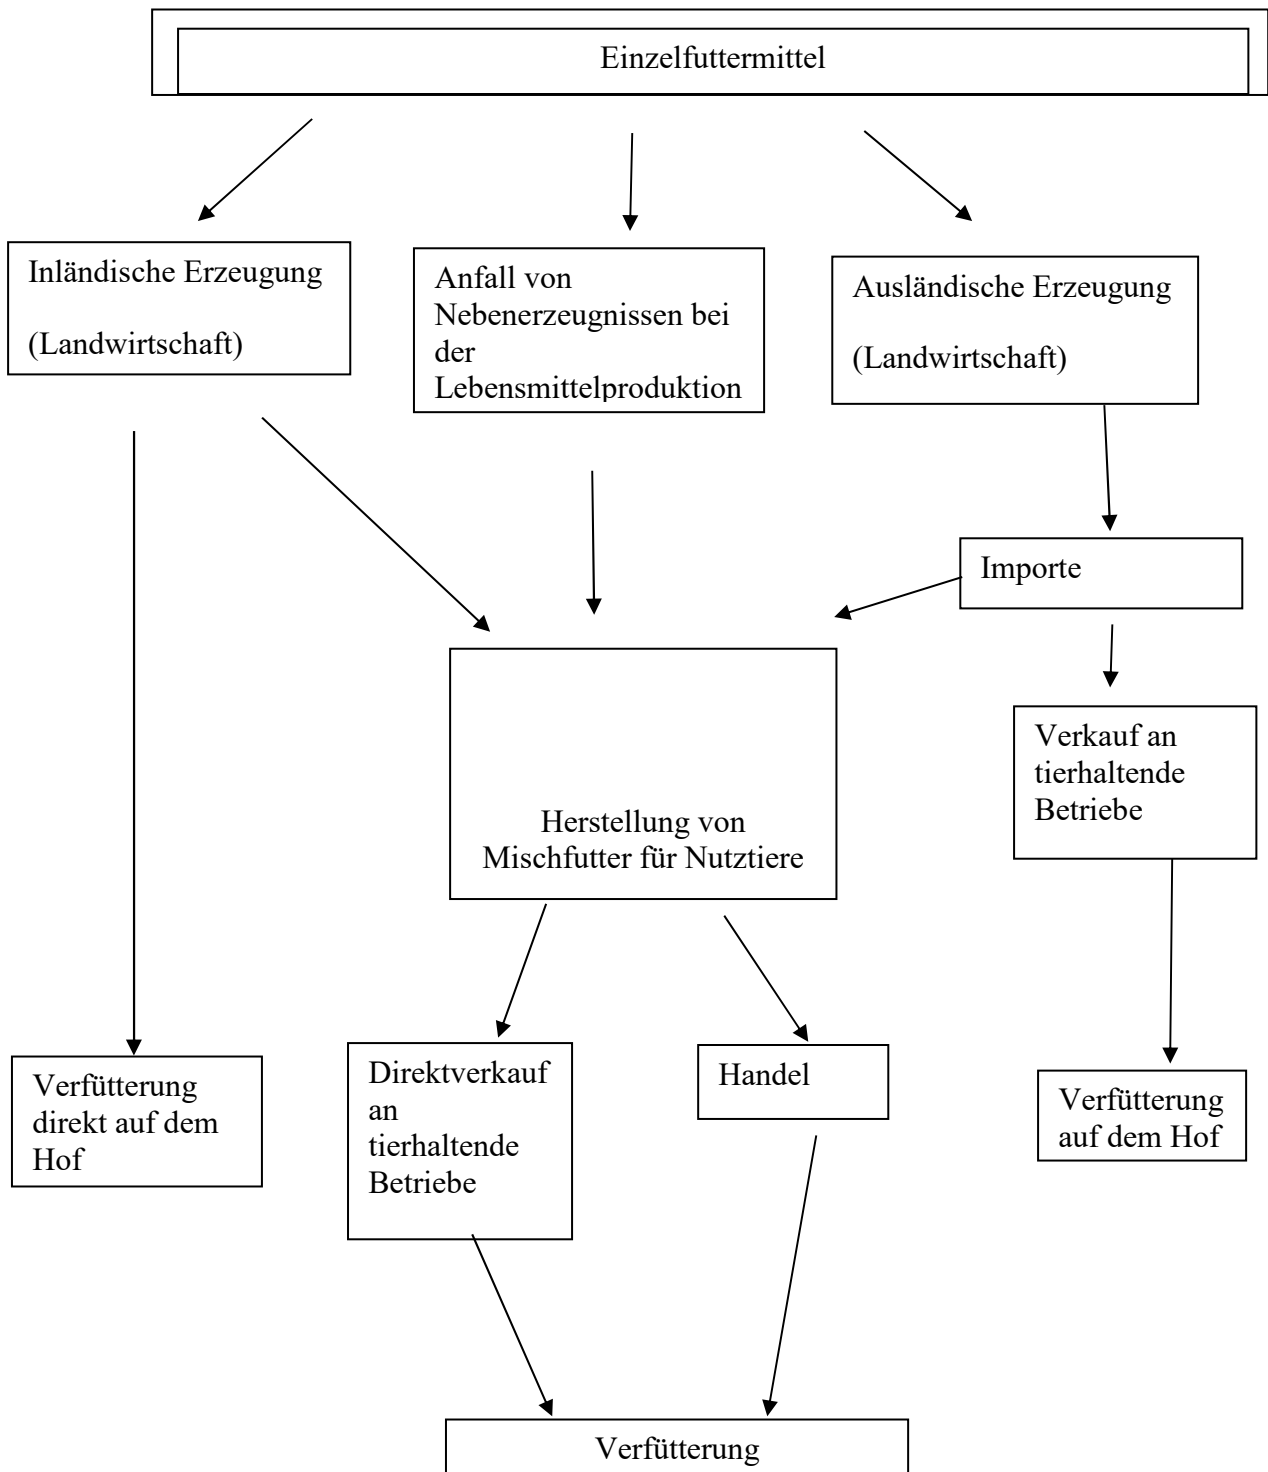 Einzelfuttermittel
Inländische Erzeugung
(Landwirtschaft)
Anfall von
Nebenerzeugnissen bei
der
Lebensmittelproduktion
Ausländische Erzeugung
(Landwirtschaft)
Importe
Verkauf an
tierhaltende
Betriebe
Herstellung von
Mischfutter für Nutztiere
Verfütterung
direkt auf dem
Hof
Direktverkauf
an
tierhaltende
Betriebe
Handel
Verfütterung
auf dem Hof
Verfütterung